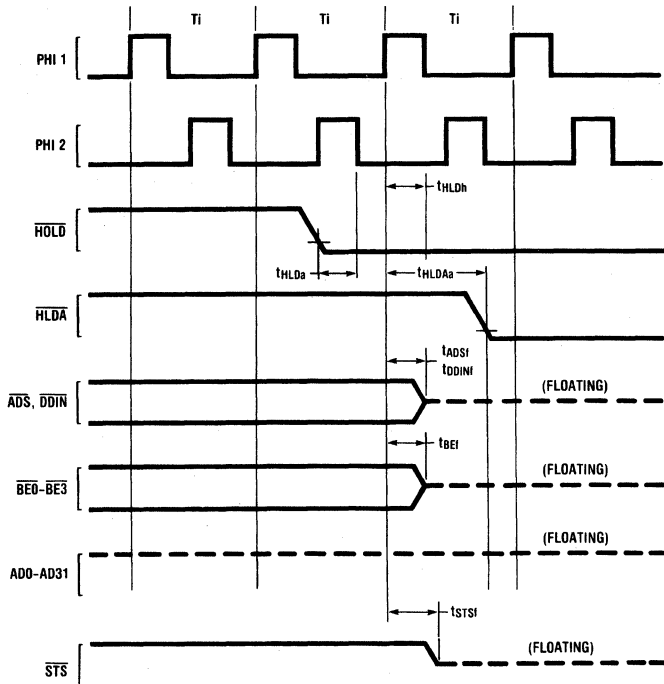 Ti Ti Ti
PHI 1
PHI 2
tHLDh
HOLD
tHLDa tHLDAa
HLDA
tADSf
tDDINf
ADS, DDIN (FLOATING)
tBEf
BE0-BE3 (FLOATING)
AD0-AD31 (FLOATING)
tSTSf
STS (FLOATING)